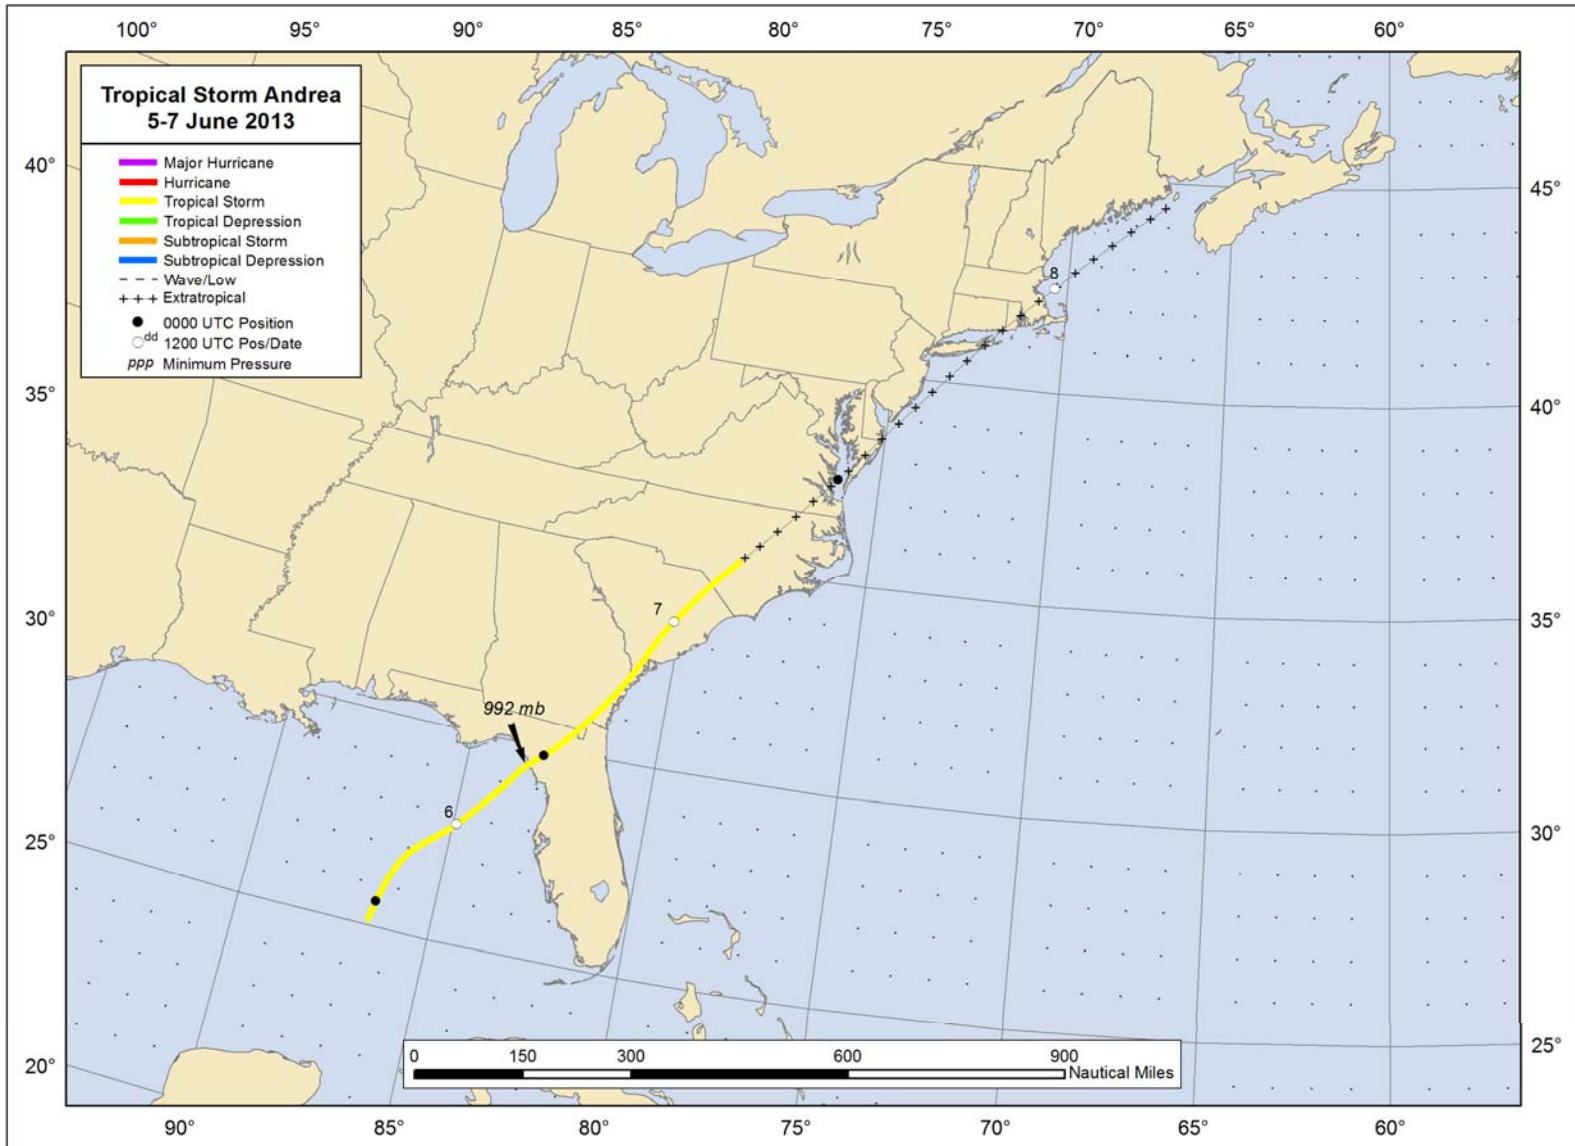 100° 95° 90° 85° 80° 75° 70° 65° 60°
Tropical Storm Andrea
5-7 June 2013
Major Hurricane
Hurricane
Tropical Storm
Tropical Depression
Subtropical Storm
Subtropical Depression
Wave/Low
Extratropical
0000 UTC Position
dd 1200 UTC Pos/Date
ppp Minimum Pressure
40°
45°
8
35°
40°
30°
7
35°
992 mb
6
25°
30°
20°
25°
0 150 300 600 900
Nautical Miles
90° 85° 80° 75° 70° 65° 60°